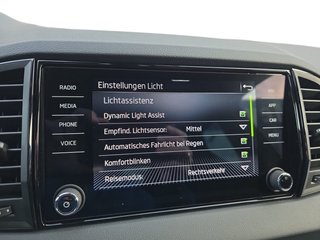 RADIO
MEDIA
PHONE
VOICE
Einstellungen Licht
Lichtassistenz
Dynamic Light Assist
Empfind. Lichtsensor: Mittel
Automatisches Fahrlicht bei Regen
Komfortblinken
Reisemodus: Rechtsverkehr
APP
CAR
MENU